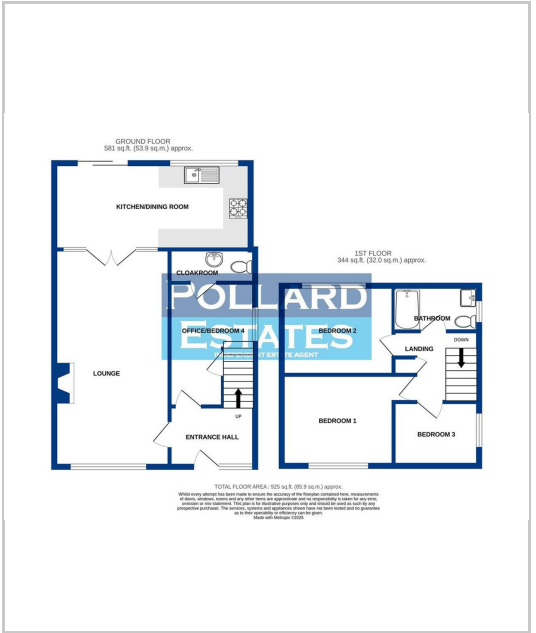 GROUND FLOOR
581 sq.ft. (53.9 sq.m.) approx.
KITCHEN/DINING ROOM
CLOAKROOM
OFFICE/BEDROOM 4
LOUNGE
UP
ENTRANCE HALL
1ST FLOOR
344 sq.ft. (32.0 sq.m.) approx.
BATHROOM
BEDROOM 2
LANDING
DOWN
BEDROOM 1
BEDROOM 3
POLLARD
ESTATES
INDEPENDENT ESTATE AGENT
TOTAL FLOOR AREA: 925 sq.ft. (85.9 sq.m.) approx.
Whilst every attempt has been made to ensure the accuracy of the floorplan contained here, measurements
of doors, windows, rooms and any other items are approximate and no responsibility is taken for any error,
omission or mis-statement. This plan is for illustrative purposes only and should be used as such by any
prospective purchaser. The services, systems and appliances shown have not been tested and no guarantee
as to their operability or efficiency can be given.
Made with Metropix ©2025